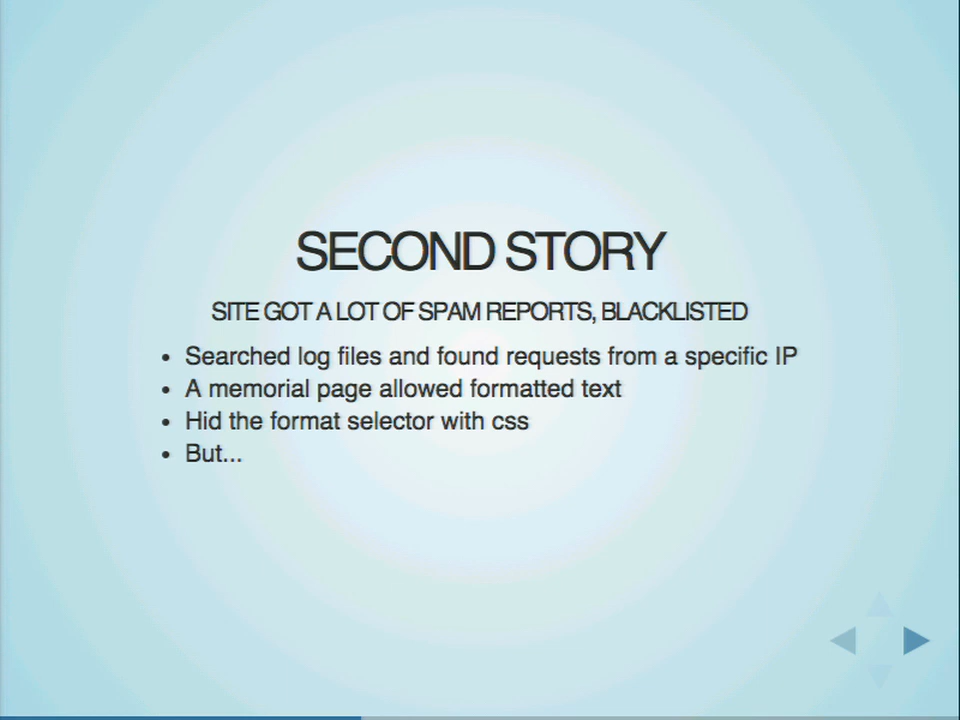 SECOND STORY
SITE GOT A LOT OF SPAM REPORTS, BLACKLISTED
• Searched log files and found requests from a specific IP
• A memorial page allowed formatted text
• Hid the format selector with css
• But...